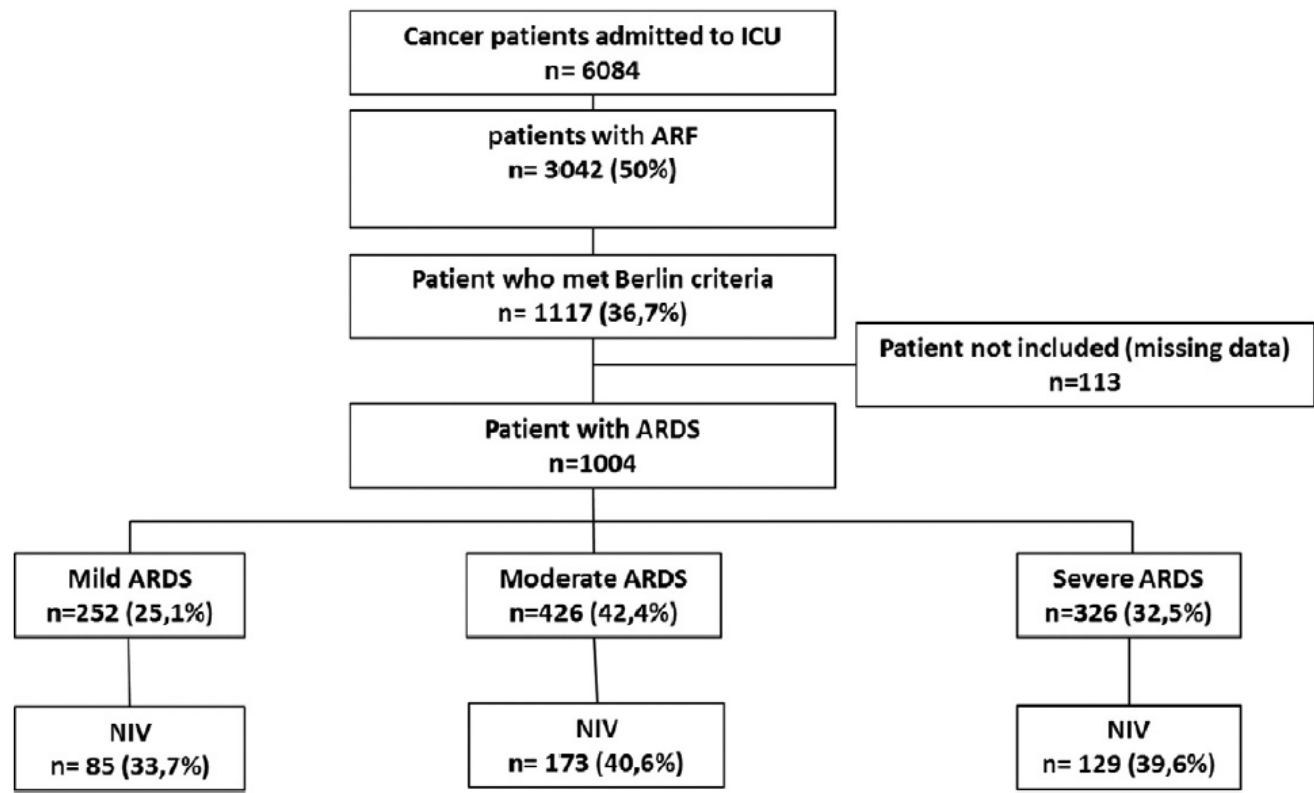 Cancer patients admitted to ICU
n= 6084
patients with ARF
n= 3042 (50%)
Patient who met Berlin criteria
n= 1117 (36,7%)
Patient not included (missing data)
n=113
Patient with ARDS
n=1004
Mild ARDS
n=252 (25,1%)
Moderate ARDS
n=426 (42,4%)
Severe ARDS
n=326 (32,5%)
NIV
n= 85 (33,7%)
NIV
n= 173 (40,6%)
NIV
n= 129 (39,6%)